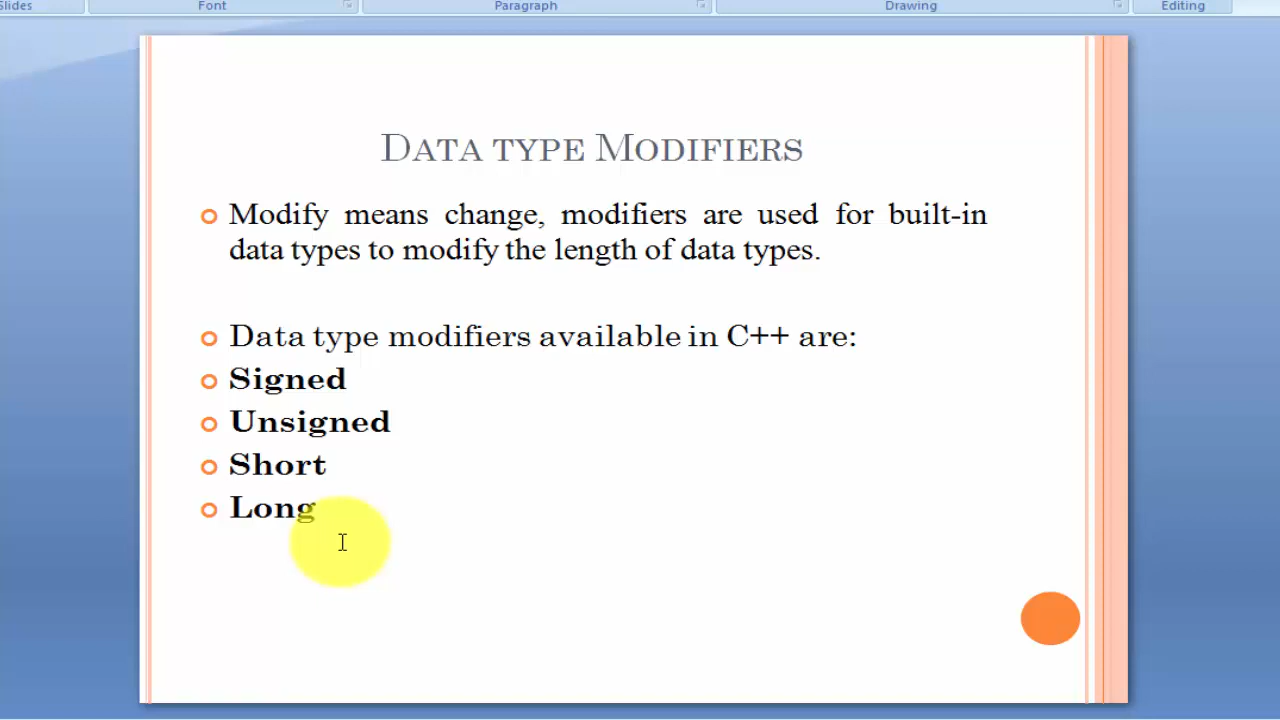 Slides Font Paragraph Drawing Editing
DATA TYPE MODIFIERS
Modify means change, modifiers are used for built-in
data types to modify the length of data types.
Data type modifiers available in C++ are:
Signed
Unsigned
Short
Long